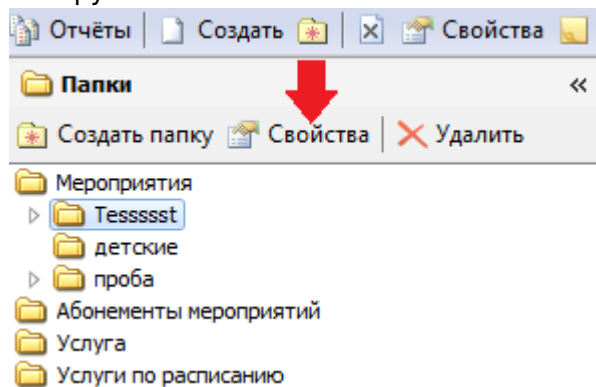 Отчёты Создать Свойства
Папки «
Создать папку Свойства Удалить
Мероприятия
Tessssst
детские
проба
Абонементы мероприятий
Услуга
Услуги по расписанию